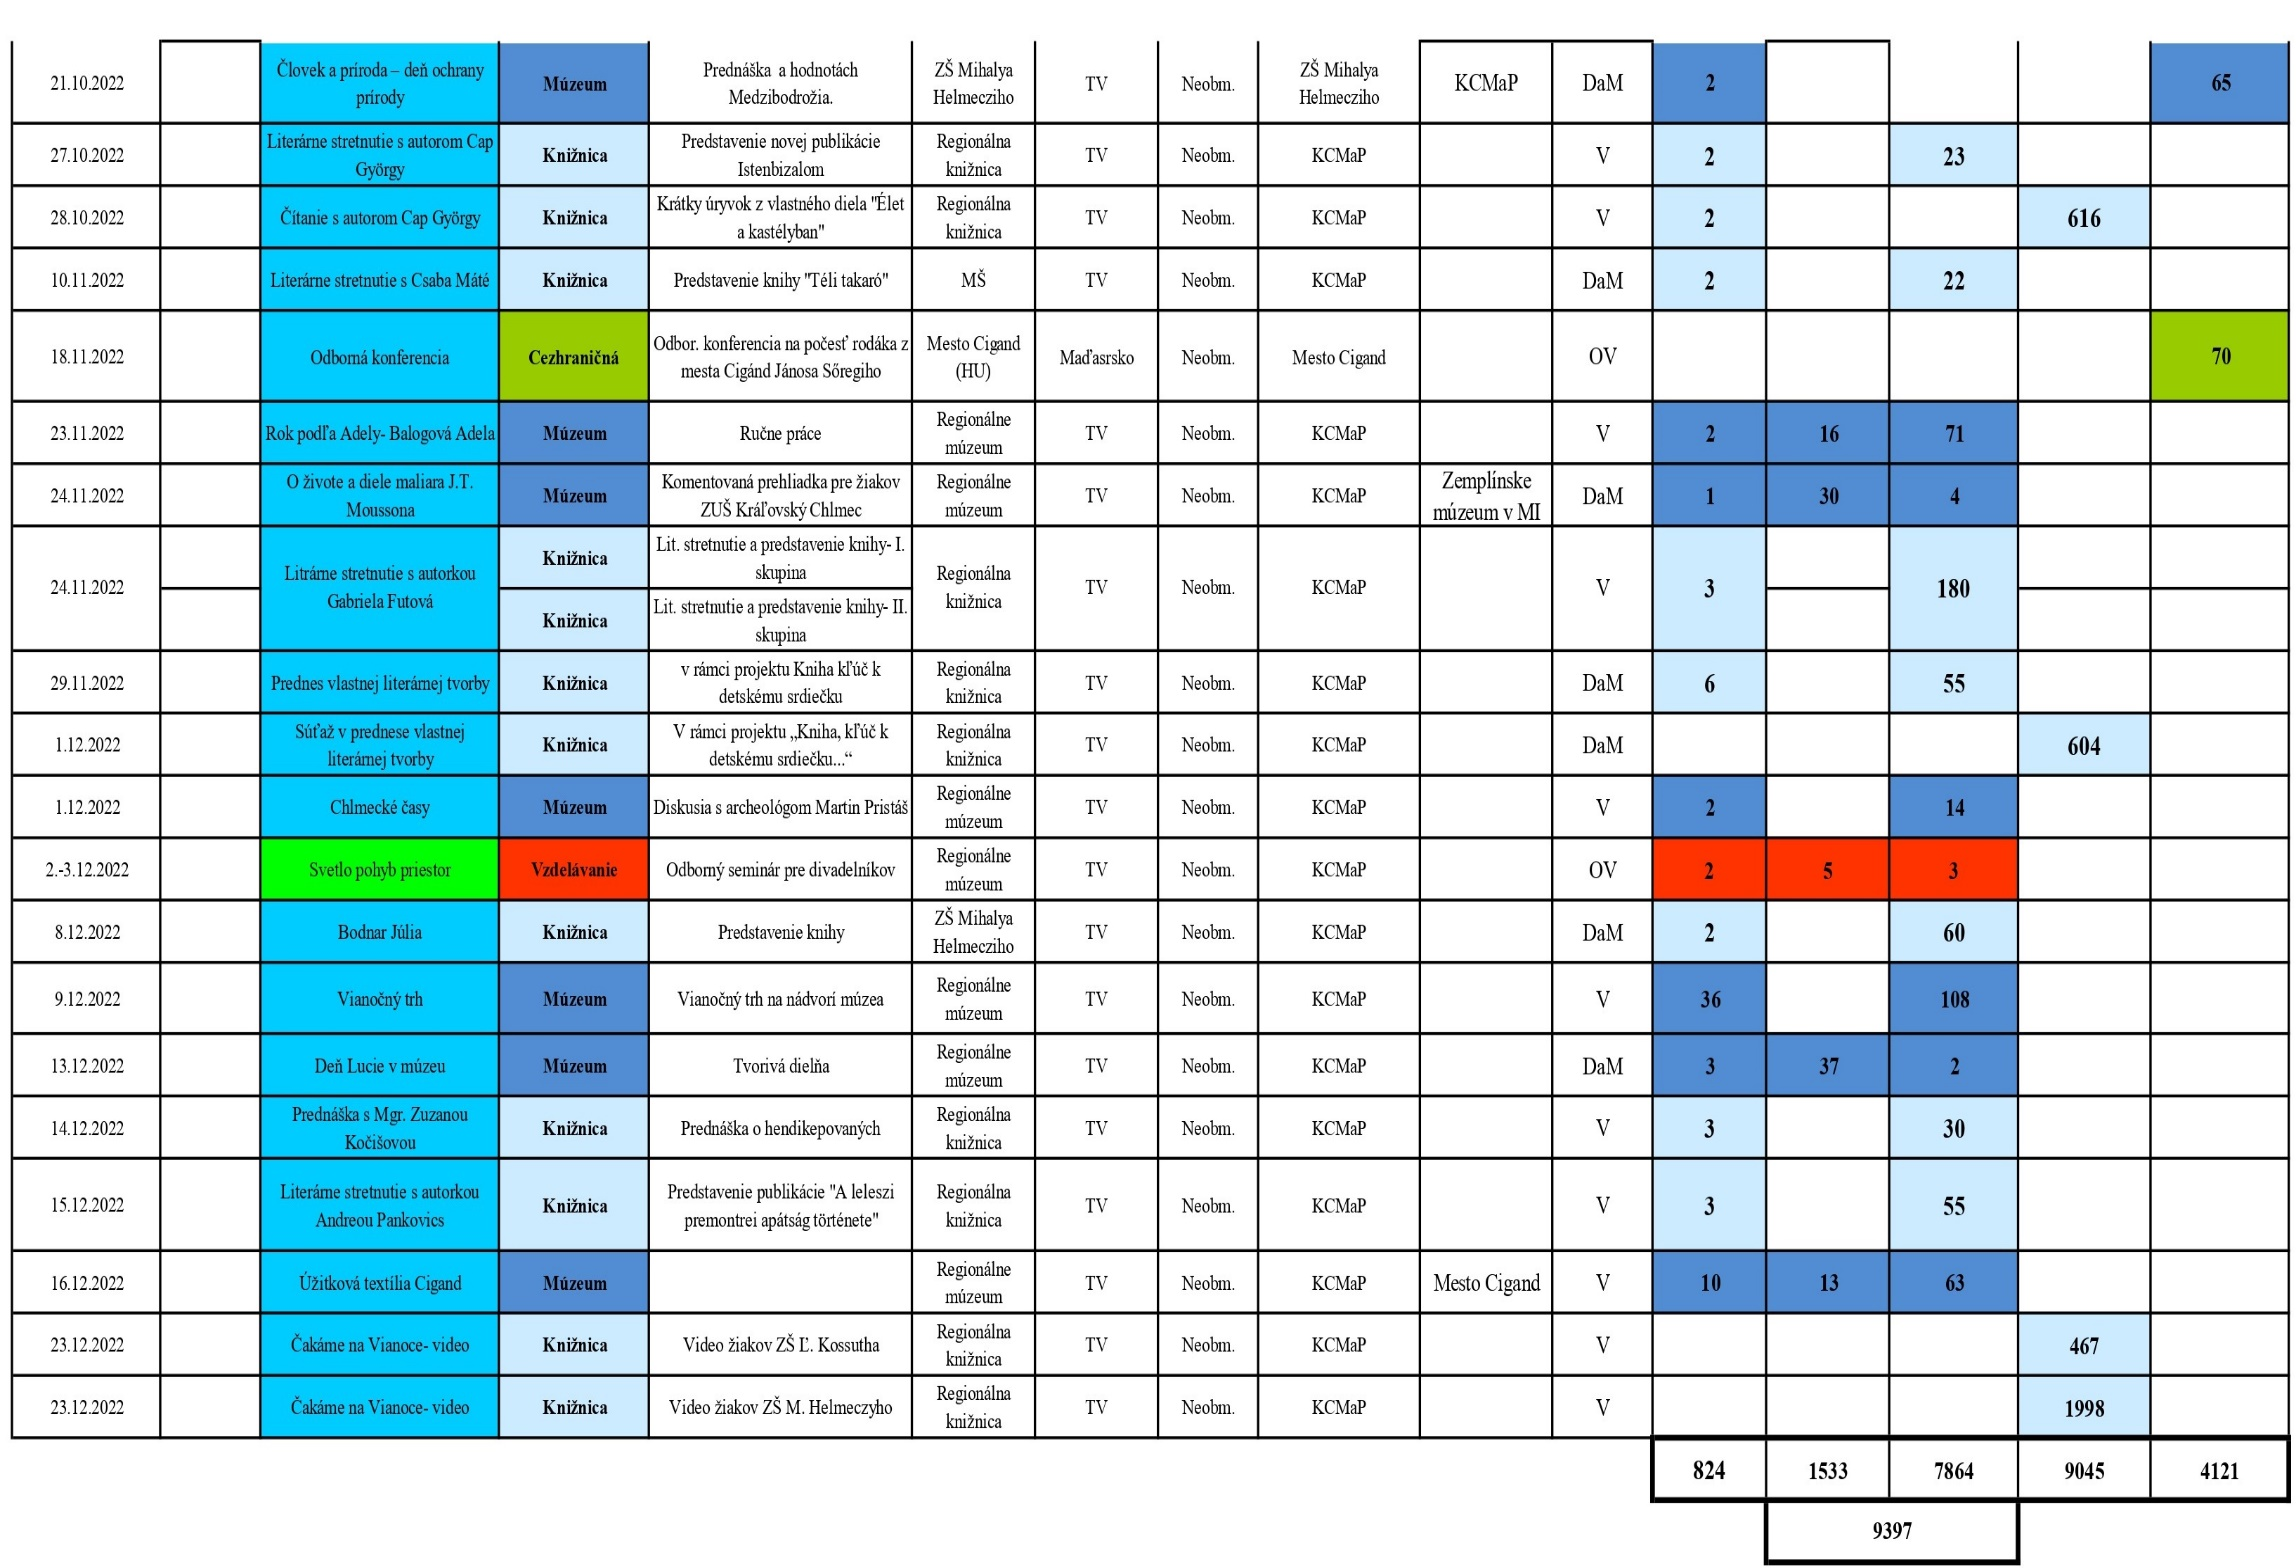 21.10.2022 Človek a príroda – deň ochrany prírody Múzeum Prednáška a hodnotách Medzibodrožia. ZŠ Mihalya Helmecziho TV Neobm. ZŠ Mihalya Helmecziho KCMaP DaM 2 65
27.10.2022 Literárne stretnutie s autorom Cap György Knižnica Predstavenie novej publikácie Istenbizalom Regionálna knižnica TV Neobm. KCMaP V 2 23
28.10.2022 Čítanie s autorom Cap György Knižnica Krátky úryvok z vlastného diela "Élet a kastélyban" Regionálna knižnica TV Neobm. KCMaP V 2 616
10.11.2022 Literárne stretnutie s Csaba Máté Knižnica Predstavenie knihy "Téli takaró" MŠ TV Neobm. KCMaP DaM 2 22
18.11.2022 Odborná konferencia Cezhraničná Odbor. konferencia na počesť rodáka z mesta Cigánd Jánosa Sőregiho Mesto Cigand (HU) Maďasrsko Neobm. Mesto Cigand OV 70
23.11.2022 Rok podľa Adely- Balogová Adela Múzeum Ručne práce Regionálne múzeum TV Neobm. KCMaP V 2 16 71
24.11.2022 O živote a diele maliara J.T. Moussona Múzeum Komentovaná prehliadka pre žiakov ZUŠ Kráľovský Chlmec Regionálne múzeum TV Neobm. KCMaP Zemplínske múzeum v MI DaM 1 30 4
24.11.2022 Litrárne stretnutie s autorkou Gabriela Futová Knižnica Lit. stretnutie a predstavenie knihy- I. skupina Knižnica Lit. stretnutie a predstavenie knihy- II. skupina Regionálna knižnica TV Neobm. KCMaP V 3 180
29.11.2022 Prednes vlastnej literárnej tvorby Knižnica v rámci projektu Kniha kľúč k detskému srdiečku Regionálna knižnica TV Neobm. KCMaP DaM 6 55
1.12.2022 Súťaž v prednese vlastnej literárnej tvorby Knižnica V rámci projektu „Kniha, kľúč k detskému srdiečku...“ Regionálna knižnica TV Neobm. KCMaP DaM 604
1.12.2022 Chlmecké časy Múzeum Diskusia s archeológom Martin Pristáš Regionálne múzeum TV Neobm. KCMaP V 2 14
2.-3.12.2022 Svetlo pohyb priestor Vzdelávanie Odborný seminár pre divadelníkov Regionálne múzeum TV Neobm. KCMaP OV 2 5 3
8.12.2022 Bodnar Júlia Knižnica Predstavenie knihy ZŠ Mihalya Helmecziho TV Neobm. KCMaP DaM 2 60
9.12.2022 Vianočný trh Múzeum Vianočný trh na nádvorí múzea Regionálne múzeum TV Neobm. KCMaP V 36 108
13.12.2022 Deň Lucie v múzeu Múzeum Tvorivá dielňa Regionálne múzeum TV Neobm. KCMaP DaM 3 37 2
14.12.2022 Prednáška s Mgr. Zuzanou Kočišovou Knižnica Prednáška o hendikepovaných Regionálna knižnica TV Neobm. KCMaP V 3 30
15.12.2022 Literárne stretnutie s autorkou Andreou Pankovics Knižnica Predstavenie publikácie "A leleszi premontrei apátság története" Regionálna knižnica TV Neobm. KCMaP V 3 55
16.12.2022 Úžitková textília Cigand Múzeum Regionálne múzeum TV Neobm. KCMaP Mesto Cigand V 10 13 63
23.12.2022 Čakáme na Vianoce- video Knižnica Video žiakov ZŠ Ľ. Kossutha Regionálna knižnica TV Neobm. KCMaP V 467
23.12.2022 Čakáme na Vianoce- video Knižnica Video žiakov ZŠ M. Helmeczyho Regionálna knižnica TV Neobm. KCMaP V 1998
824 1533 7864 9045 4121
9397